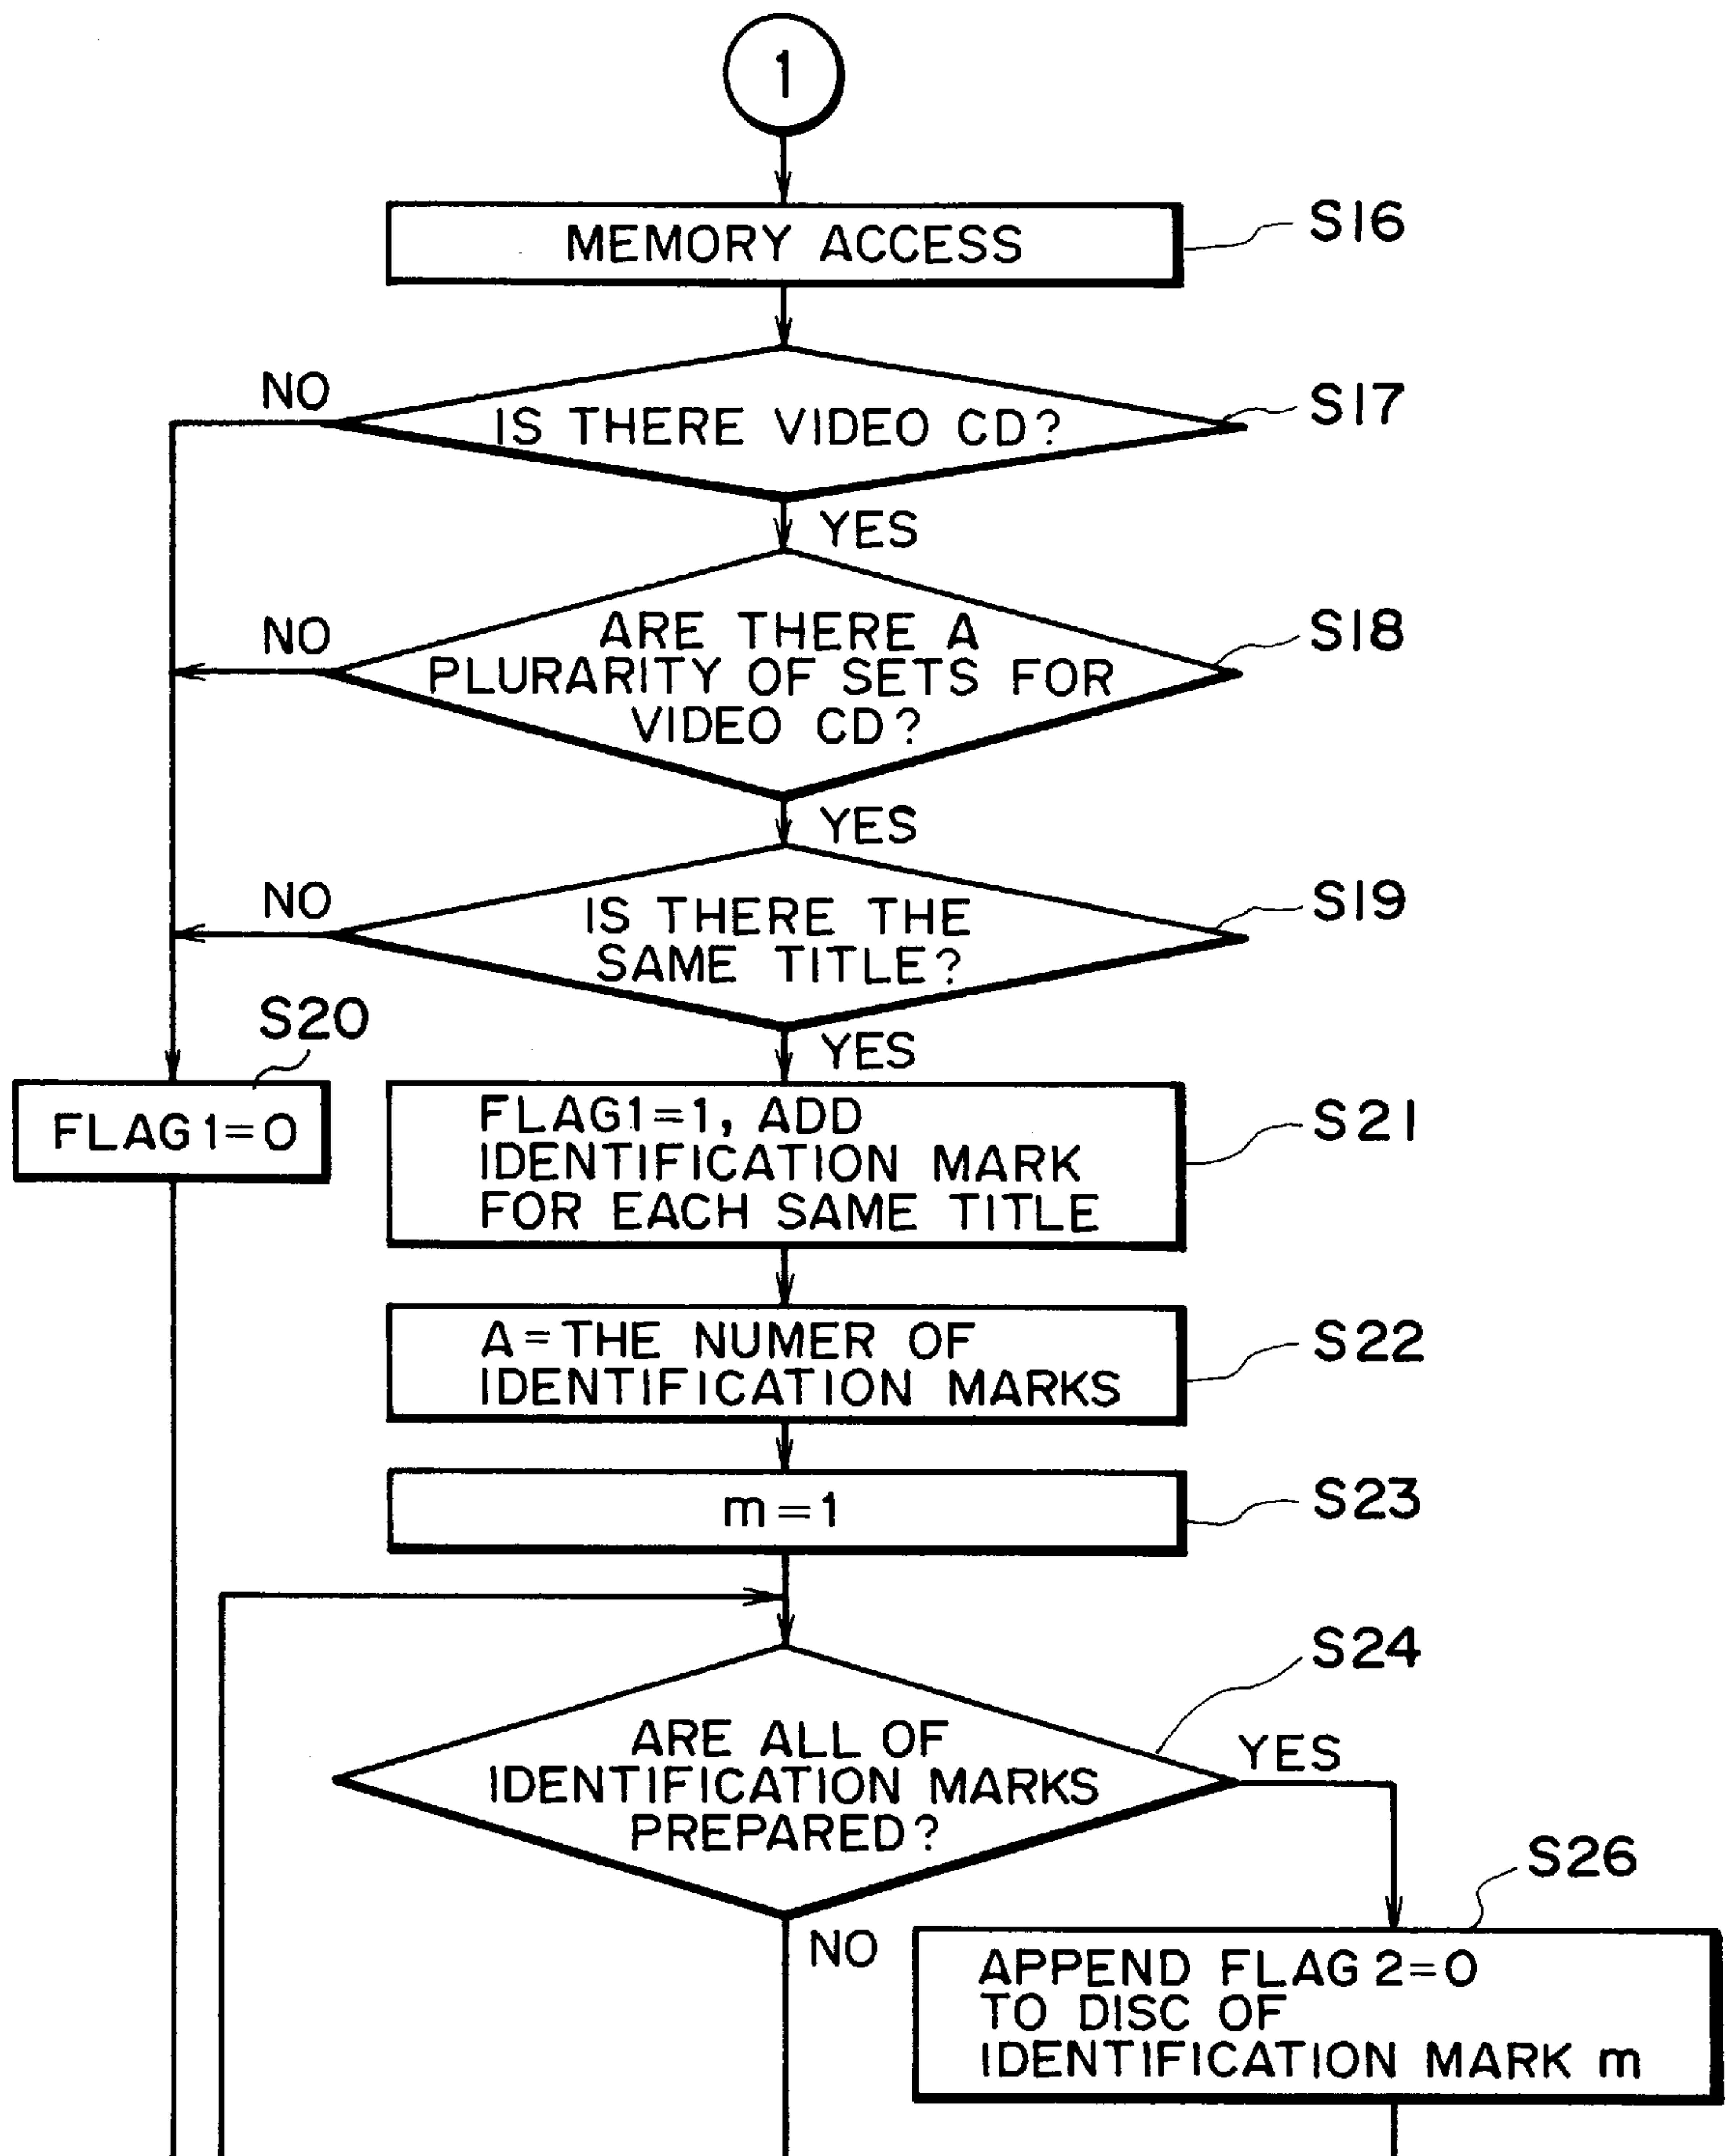 1
MEMORY ACCESS
S16
NO
IS THERE VIDEO CD?
S17
YES
NO
ARE THERE A
PLURARITY OF SETS FOR
VIDEO CD?
S18
YES
NO
IS THERE THE
SAME TITLE?
S19
YES
S20
FLAG1=0
FLAG1=1, ADD
IDENTIFICATION MARK
FOR EACH SAME TITLE
S21
A=THE NUMER OF
IDENTIFICATION MARKS
S22
m=1
S23
S24
ARE ALL OF
IDENTIFICATION MARKS
PREPARED?
YES
NO
S26
APPEND FLAG 2=0
TO DISC OF
IDENTIFICATION MARK m